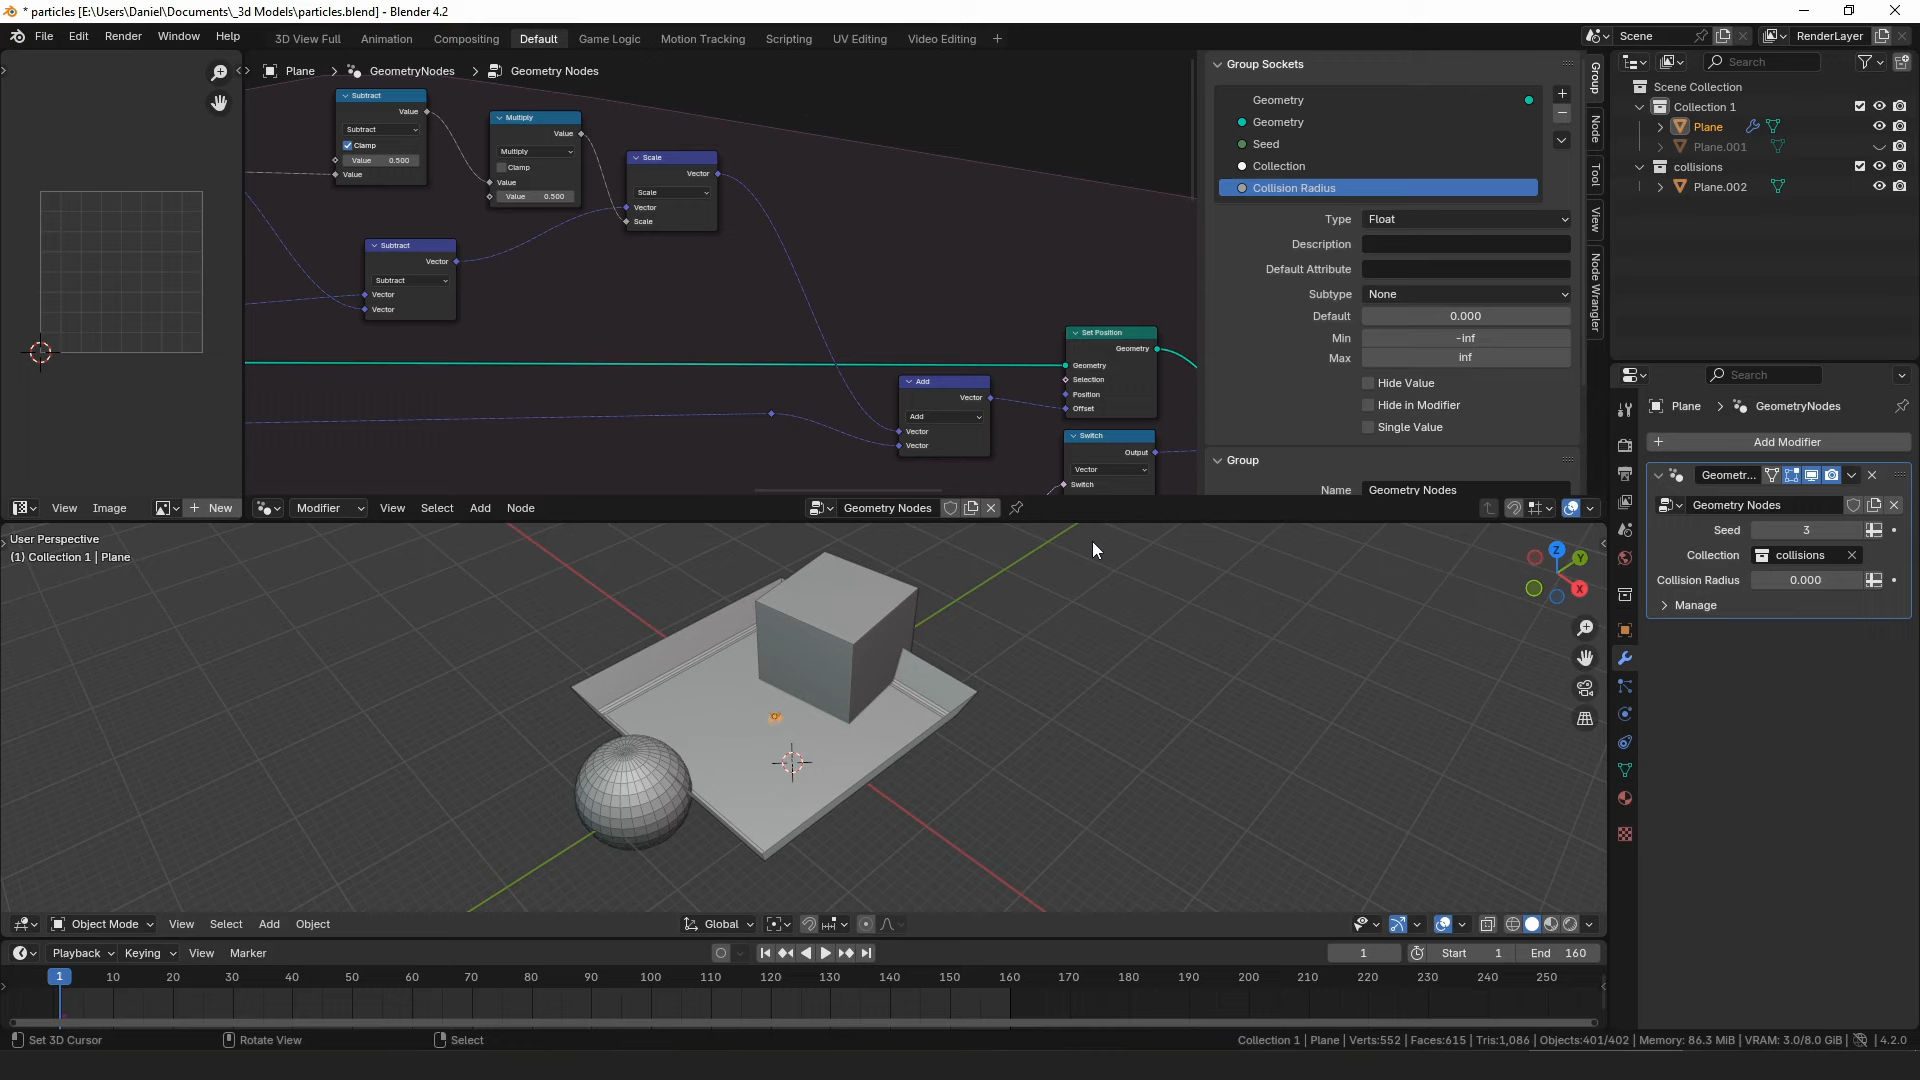 * particles [E:\Users\Daniel\Documents\_3d Models\particles.blend] - Blender 4.2
File Edit Render Window Help
3D View Full Animation Compositing Default Game Logic Motion Tracking Scripting UV Editing Video Editing +
Scene
RenderLayer
Plane > GeometryNodes > Geometry Nodes
Subtract
Value
Subtract
Clamp
Value 0.500
Value
Multiply
Value
Multiply
Clamp
Value
Value 0.500
Scale
Vector
Scale
Vector
Scale
Subtract
Vector
Subtract
Vector
Vector
Add
Vector
Add
Vector
Vector
Set Position
Geometry
Geometry
Selection
Position
Offset
Switch
Output
Vector
Switch
Group Sockets
Geometry
Geometry
Seed
Collection
Collision Radius
Type Float
Description
Default Attribute
Subtype None
Default 0.000
Min -inf
Max inf
Hide Value
Hide in Modifier
Single Value
Group
Name Geometry Nodes
Group
Node
Tool
View
Node Wrangler
View Image + New
Modifier View Select Add Node
Geometry Nodes
Search
Scene Collection
Collection 1
Plane
Plane.001
collisions
Plane.002
Search
Plane > GeometryNodes
+ Add Modifier
Geometr...
Geometry Nodes
Seed 3
Collection collisions
Collision Radius 0.000
Manage
User Perspective
(1) Collection 1 | Plane
Z
Y
X
Object Mode View Select Add Object
Global
Playback Keying View Marker
1 Start 1 End 160
1 10 20 30 40 50 60 70 80 90 100 110 120 130 140 150 160 170 180 190 200 210 220 230 240 250
Set 3D Cursor Rotate View Select
Collection 1 | Plane | Verts:552 | Faces:615 | Tris:1,086 | Objects:401/402 | Memory: 86.3 MiB | VRAM: 3.0/8.0 GiB | 4.2.0